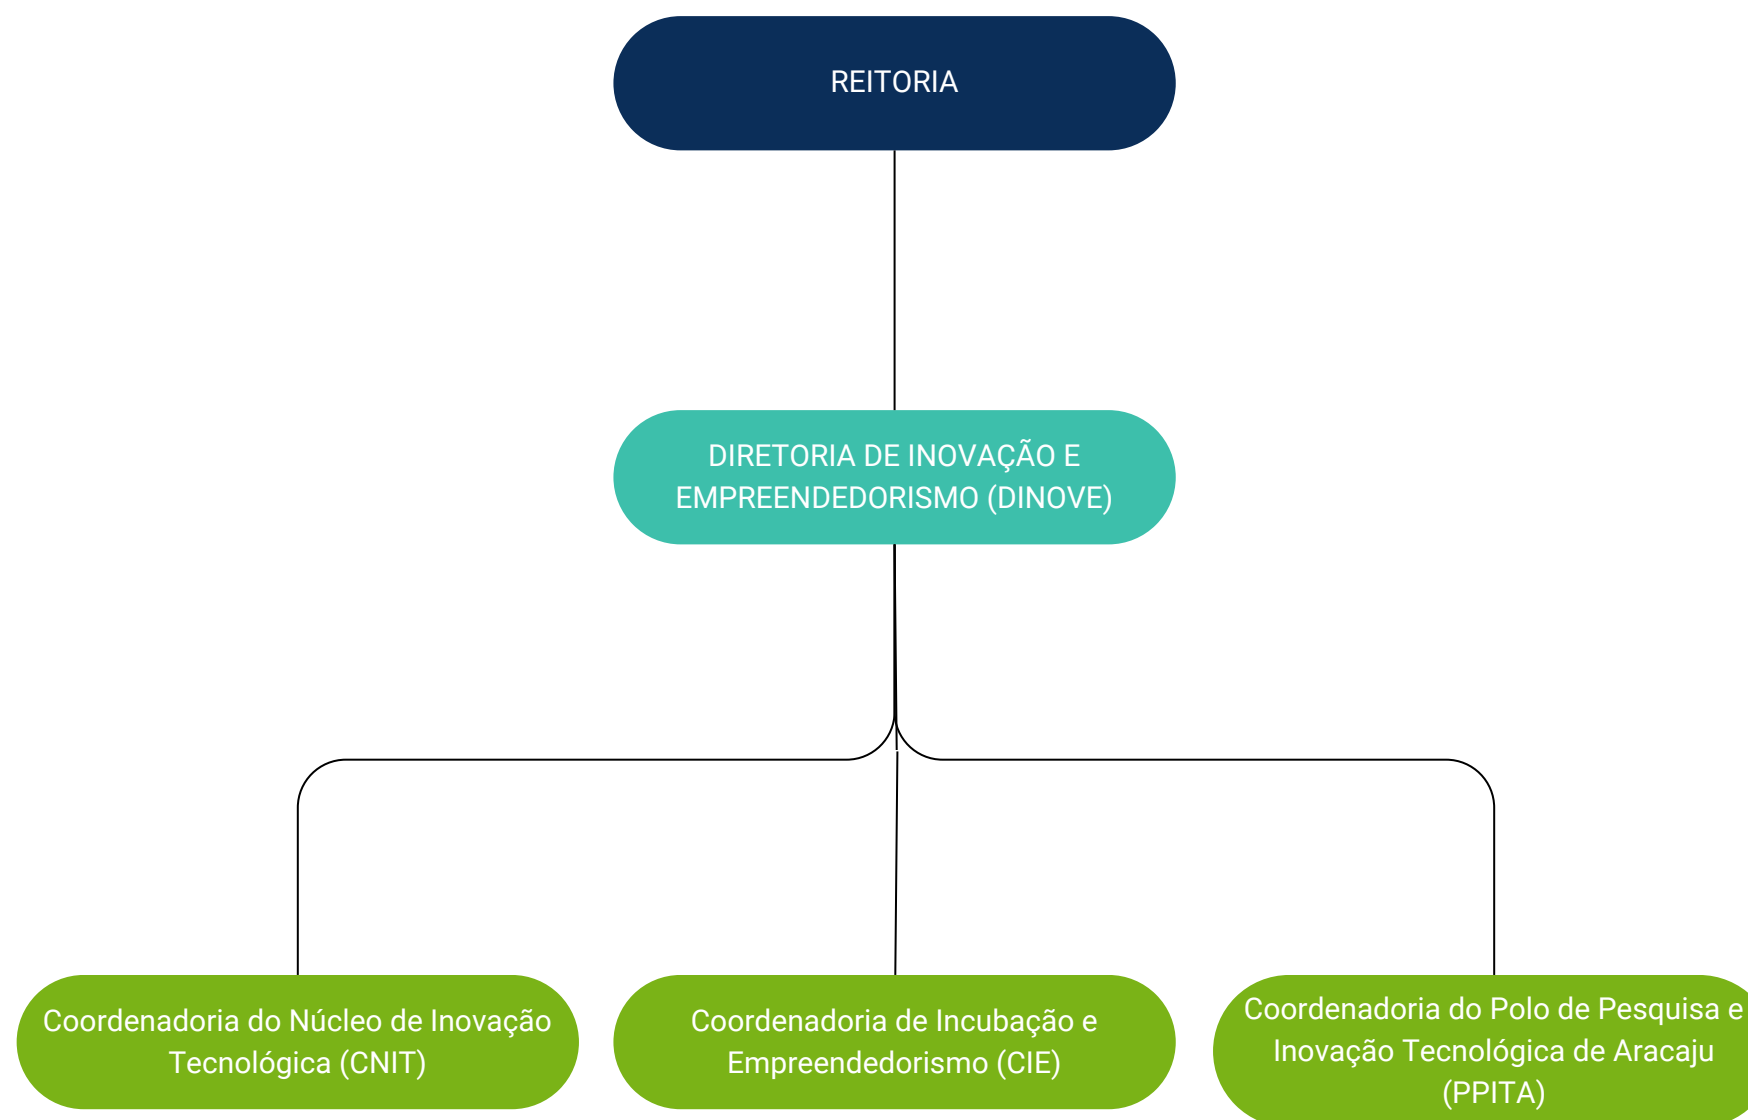 REITORIA
DIRETORIA DE INOVAÇÃO E
EMPREENDEDORISMO (DINOVE)
Coordenadoria do Núcleo de Inovação
Tecnológica (CNIT)
Coordenadoria de Incubação e
Empreendedorismo (CIE)
Coordenadoria do Polo de Pesquisa e
Inovação Tecnológica de Aracaju
(PPITA)